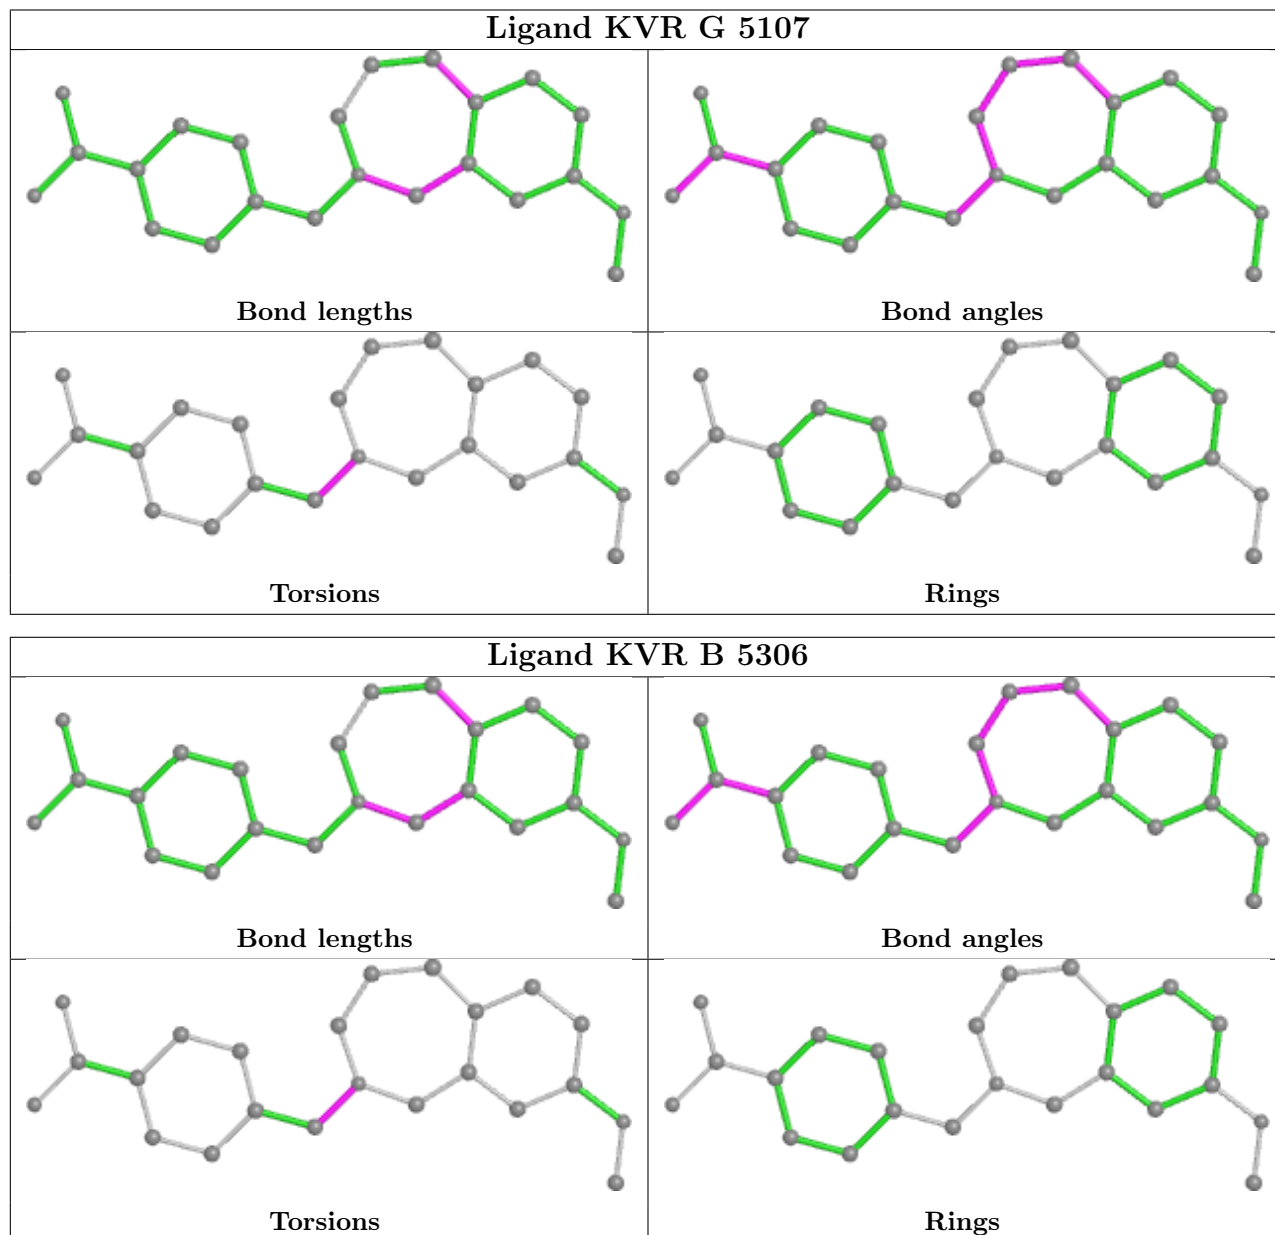 Ligand KVR G 5107
Bond lengths
Bond angles
Torsions
Rings
Ligand KVR B 5306
Bond lengths
Bond angles
Torsions
Rings